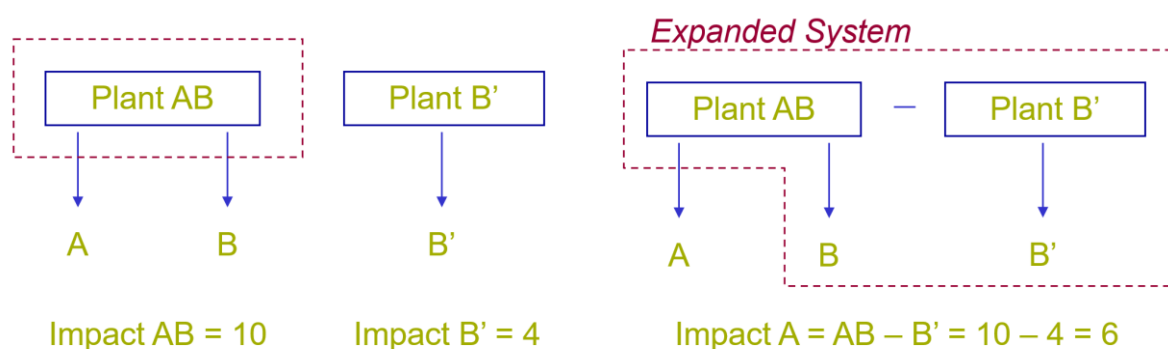 Expanded System
Plant AB
Plant B’
Plant AB
–
Plant B’
A
B
B’
A
B
B’
Impact AB = 10
Impact B’ = 4
Impact A = AB – B’ = 10 – 4 = 6